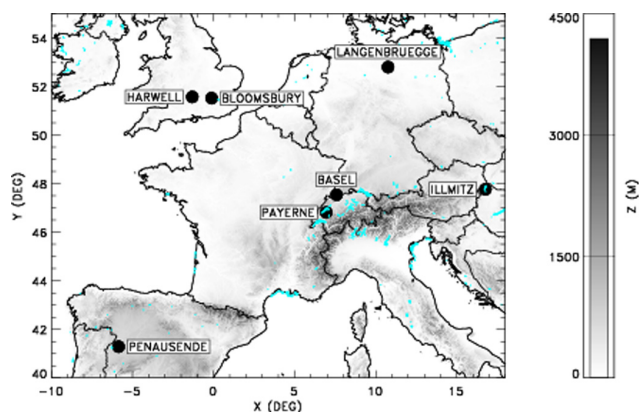 54
52
50
48
46
44
42
40
Y (DEG)
-10
-5
0
5
10
15
X (DEG)
LANGENBRUEGGE
HARWELL
BLOOMSBURY
BASEL
ILLMITZ
PAYERNE
PENAUSENDE
4500
3000
1500
0
Z (M)